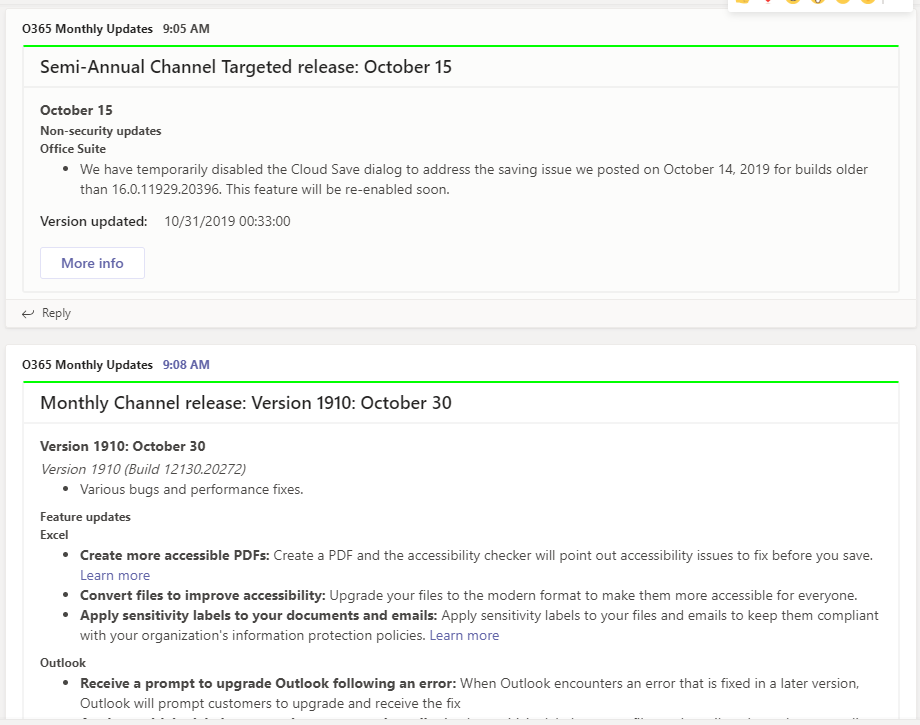 O365 Monthly Updates 9:05 AM
Semi-Annual Channel Targeted release: October 15
October 15
Non-security updates
Office Suite
• We have temporarily disabled the Cloud Save dialog to address the saving issue we posted on October 14, 2019 for builds older
than 16.0.11929.20396. This feature will be re-enabled soon.
Version updated: 10/31/2019 00:33:00
More info
Reply
O365 Monthly Updates 9:08 AM
Monthly Channel release: Version 1910: October 30
Version 1910: October 30
Version 1910 (Build 12130.20272)
• Various bugs and performance fixes.
Feature updates
Excel
• Create more accessible PDFs: Create a PDF and the accessibility checker will point out accessibility issues to fix before you save.
Learn more
• Convert files to improve accessibility: Upgrade your files to the modern format to make them more accessible for everyone.
• Apply sensitivity labels to your documents and emails: Apply sensitivity labels to your files and emails to keep them compliant
with your organization's information protection policies. Learn more
Outlook
• Receive a prompt to upgrade Outlook following an error: When Outlook encounters an error that is fixed in a later version,
Outlook will prompt customers to upgrade and receive the fix